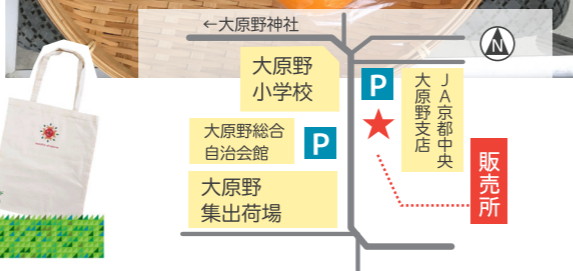 ←大原野神社
N
大原野
小学校
P
JA京都中央
大原野支店
大原野総合
自治会館
P
販売所
大原野
集出荷場